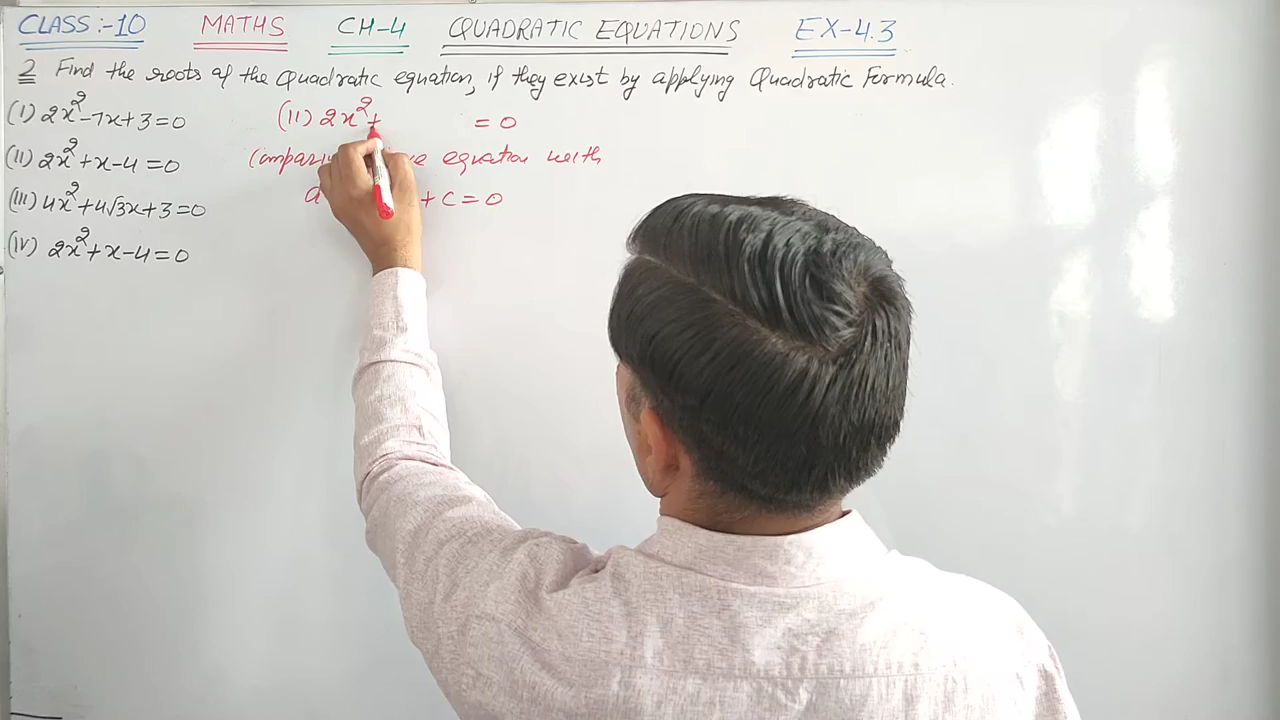 CLASS:-10 MATHS CH-4 QUADRATIC EQUATIONS EX-4.3
2 Find the roots of the Quadratic equation, if they exist by applying Quadratic Formula.
(I) 2x²-7x+3=0
(II) 2x²+x-4=0
(III) 4x²+4√3x+3=0
(IV) 2x²+x-4=0
(II) 2x²+ =0
equation with
+c=0